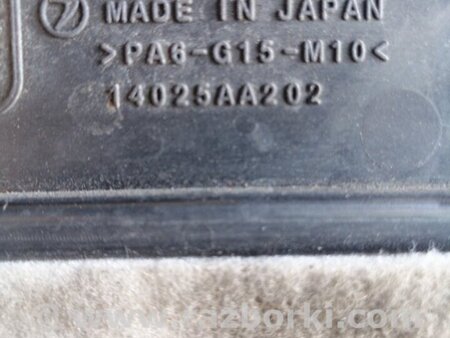 MADE IN JAPAN
>PA6-G15-M10<
14025AA202
© www.razborki.com